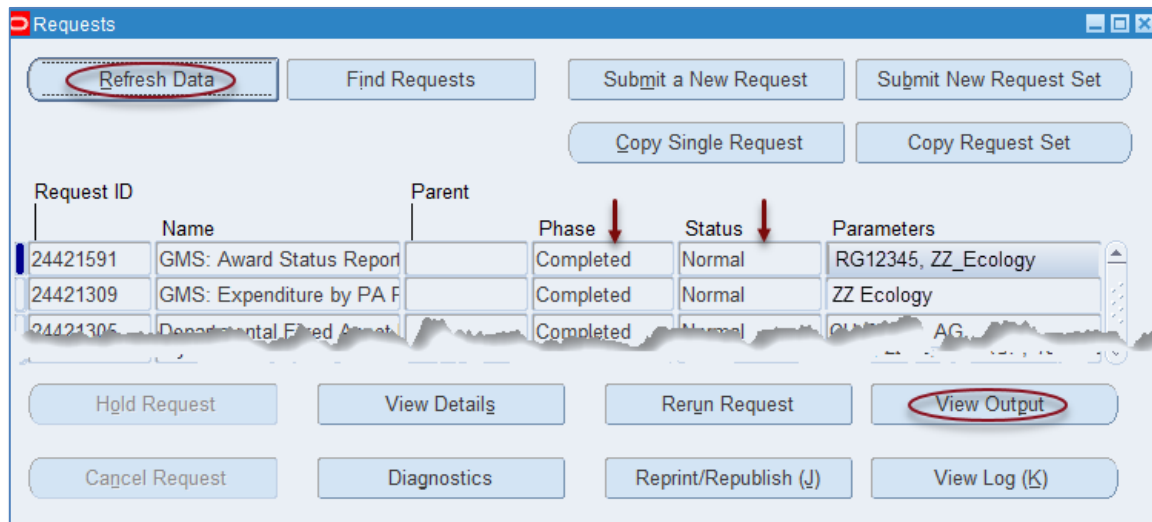 Requests
Refresh Data Find Requests Submit a New Request Submit New Request Set
Copy Single Request Copy Request Set
Request ID Parent
Name Phase Status Parameters
24421591 GMS: Award Status Report Completed Normal RG12345, ZZ_Ecology
24421309 GMS: Expenditure by PA Completed Normal ZZ Ecology
24421305 Completed Normal AG
Hold Request View Details Rerun Request View Output
Cancel Request Diagnostics Reprint/Republish (J) View Log (K)